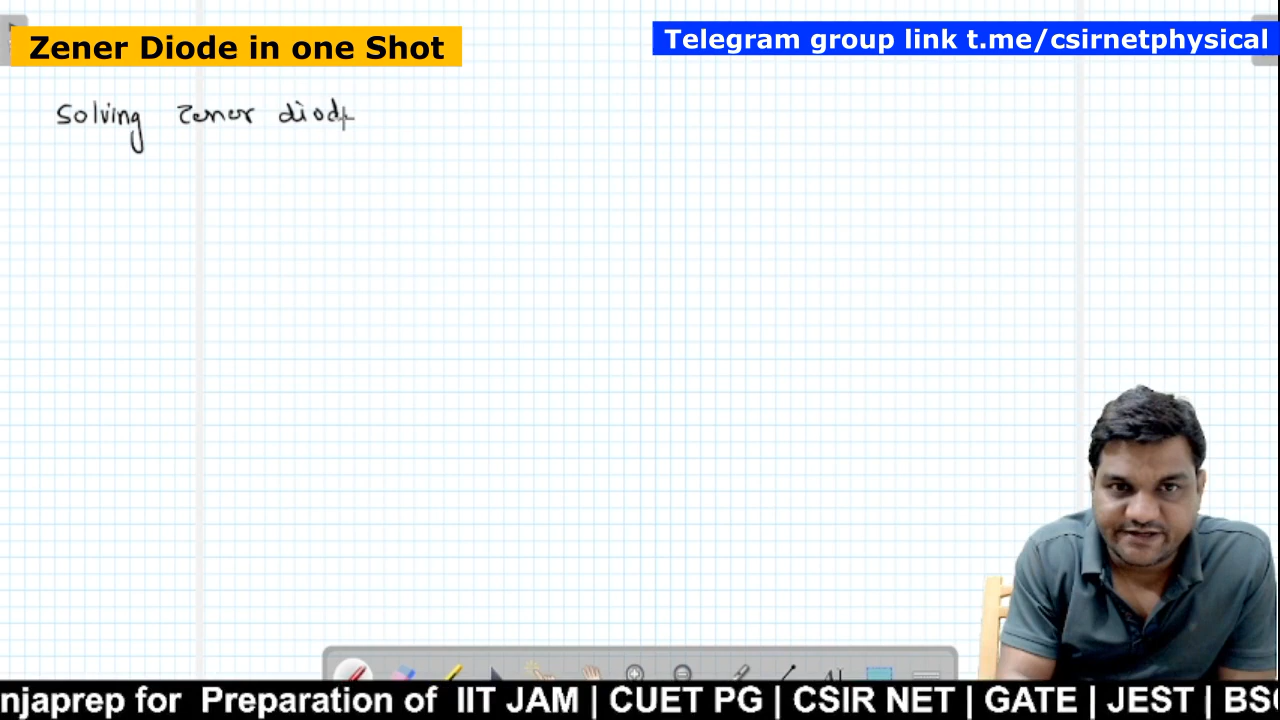 Zener Diode in one Shot
Telegram group link t.me/csirnetphysical
Solving Zener diode
njaprep for Preparation of IIT JAM | CUET PG | CSIR NET | GATE | JEST | BS